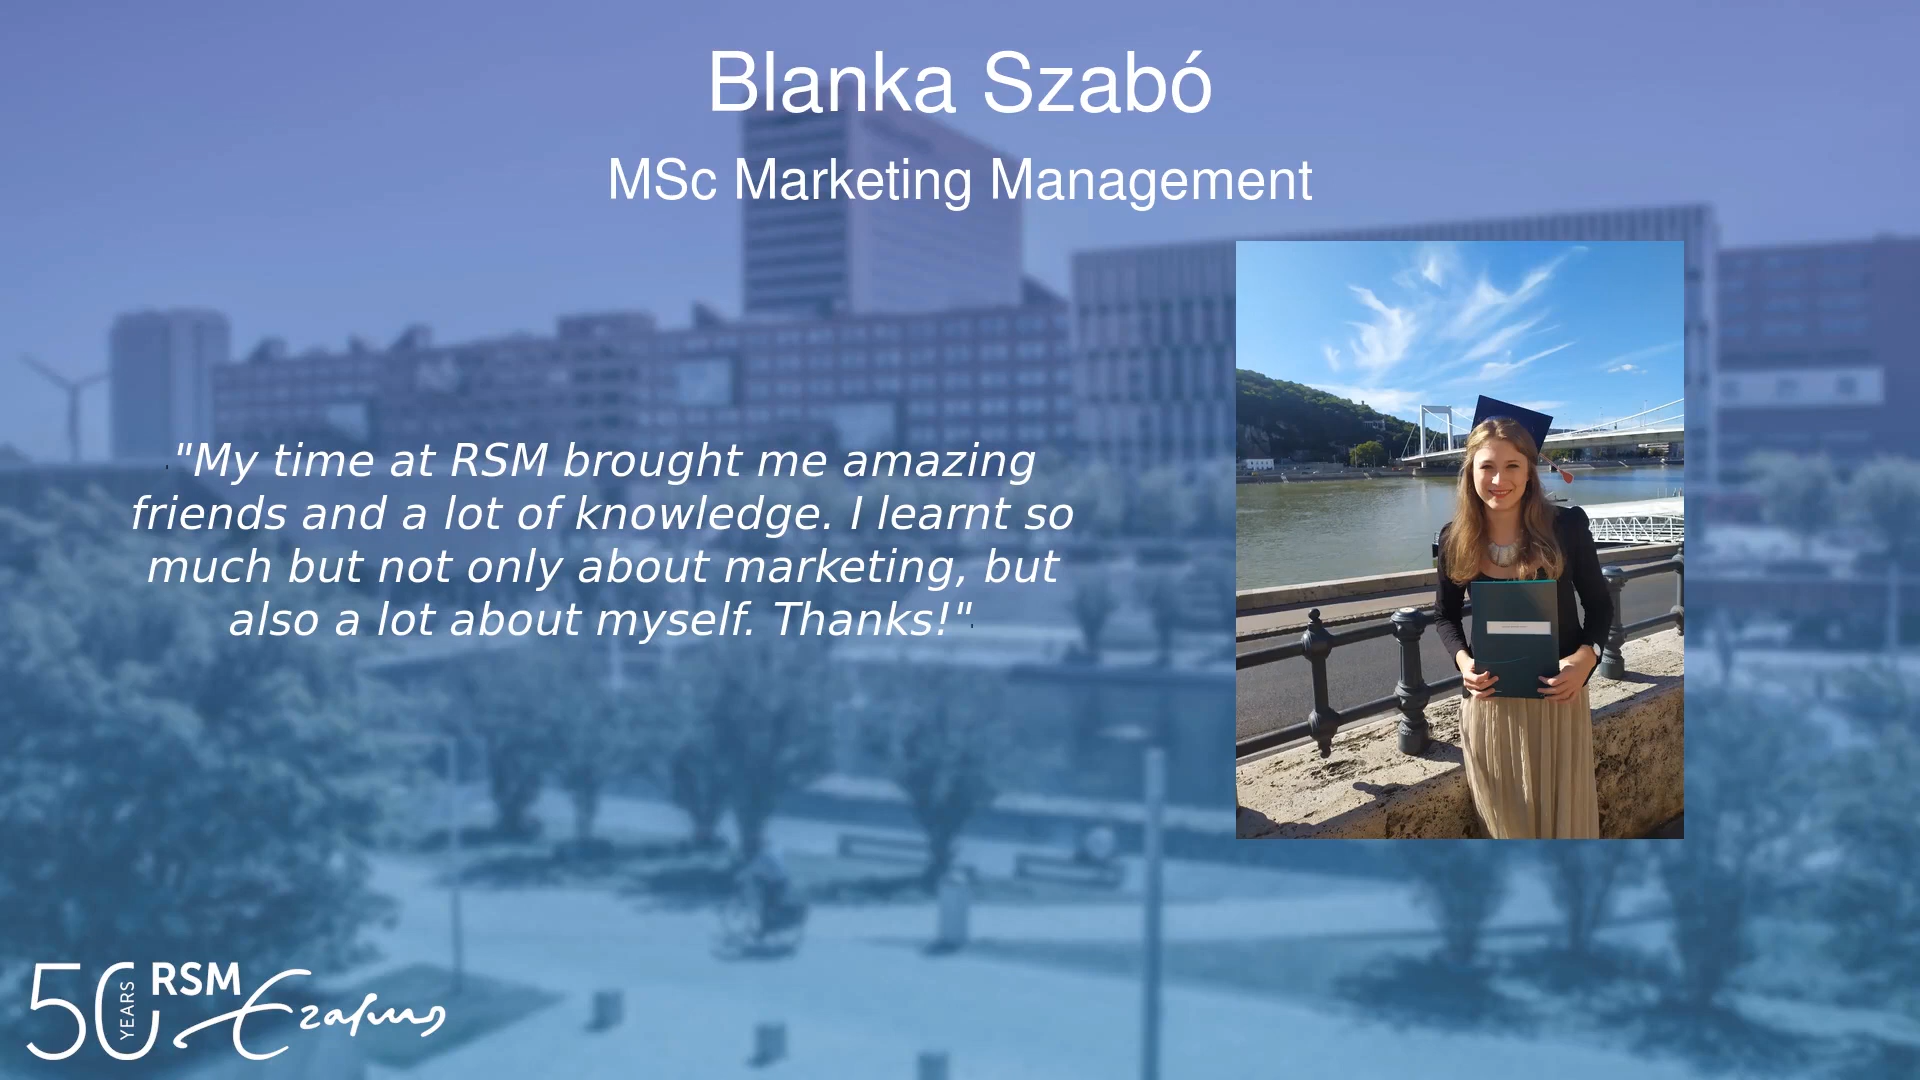 Blanka Szabó
MSc Marketing Management
"My time at RSM brought me amazing
friends and a lot of knowledge. I learnt so
much but not only about marketing, but
also a lot about myself. Thanks!"
50 YEARS RSM Erasmus